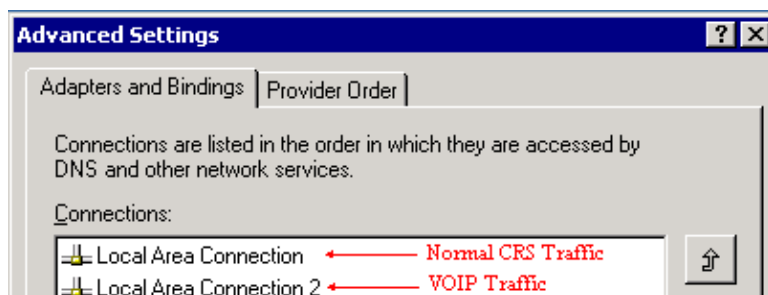 Advanced Settings
Adapters and Bindings Provider Order
Connections are listed in the order in which they are accessed by
DNS and other network services.
Connections:
Local Area Connection Normal CRS Traffic
Local Area Connection 2 VOIP Traffic